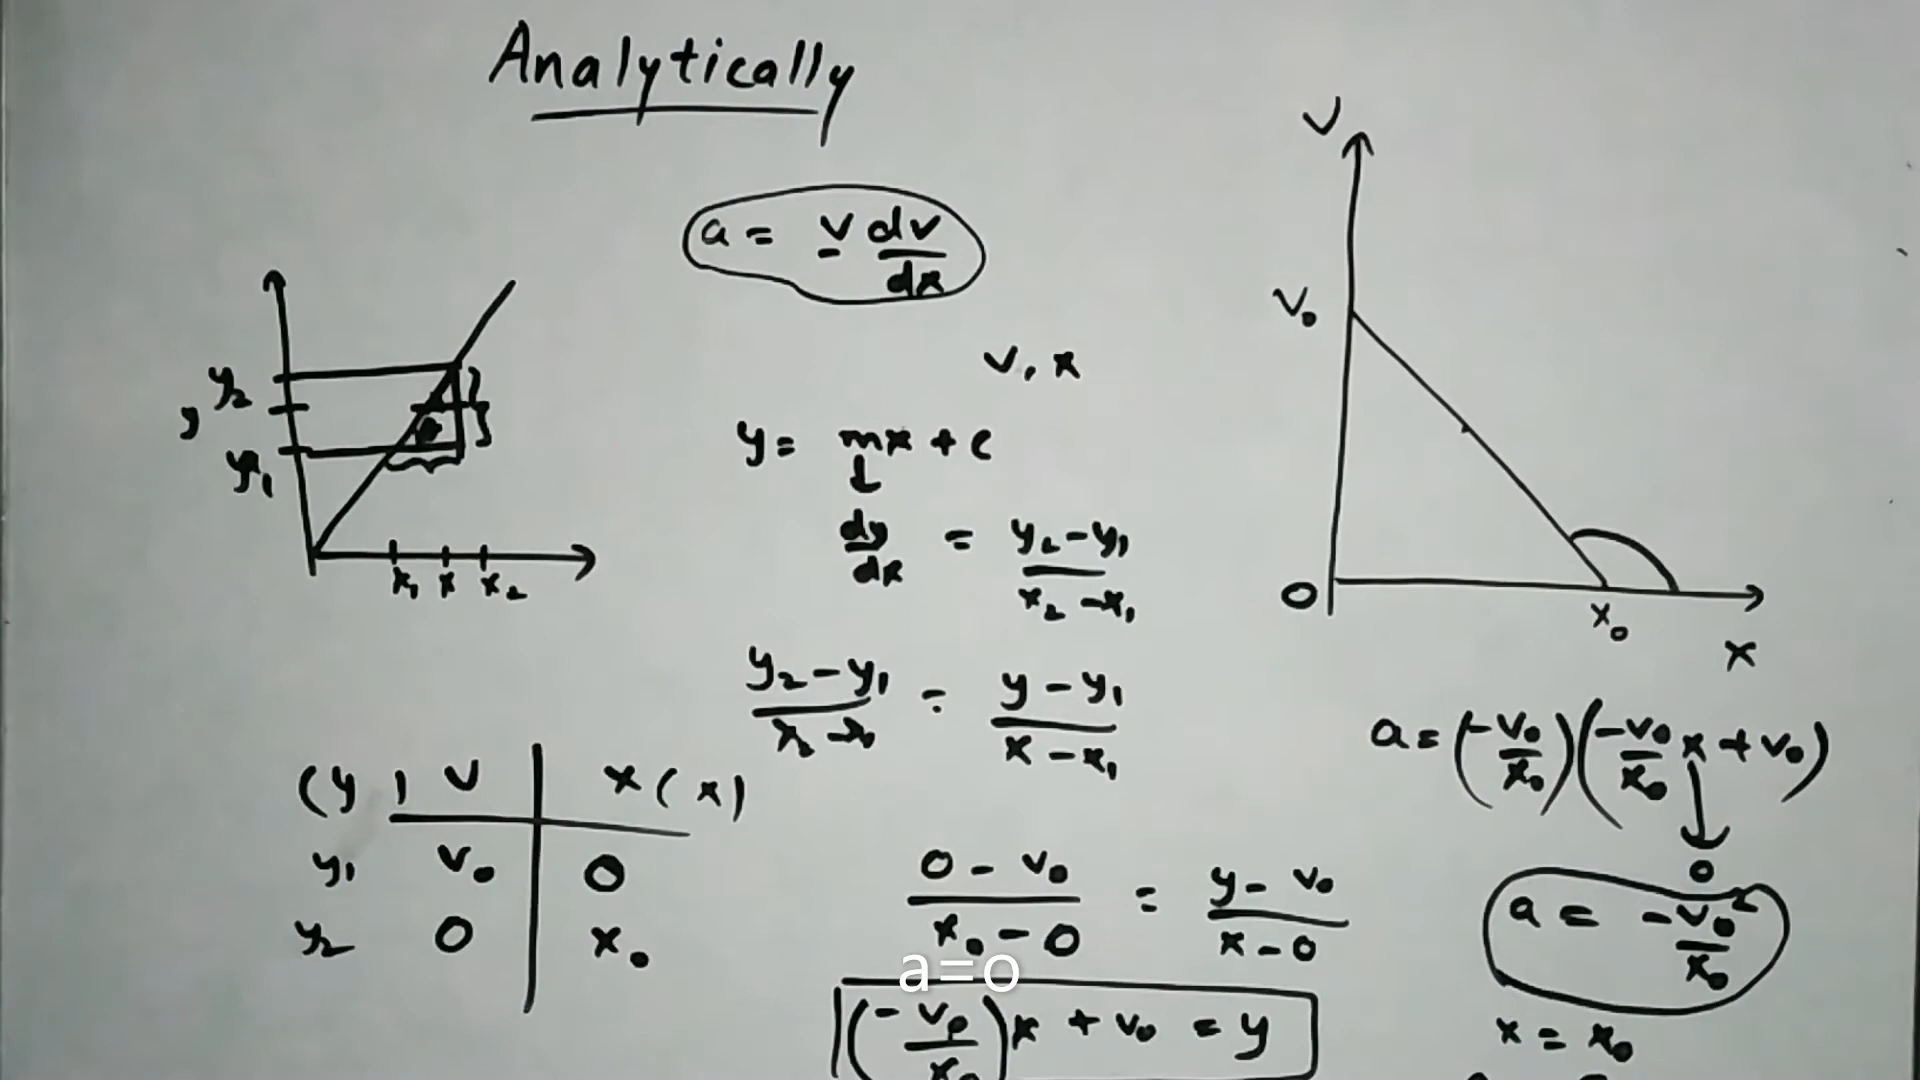 Analytically
a = v dv/dx
v, x
y = mx + c
dy/dx = y₂-y₁/x₂-x₁
y₂-y₁/x₂-x₁ = y-y₁/x-x₁
y₂
y
y₁
x₁ x x₂
(y) v x(x)
y₁ v₀ 0
y₂ 0 x₀
0-v₀/x₀-0 = y-v₀/x-0
a=o
(-v₀/x₀)x + v₀ = y
v
v₀
0
x₀
x
a = (-v₀/x₀)(-v₀/x₀ x + v₀)
0
a = -v₀²/x₀
x = x₀